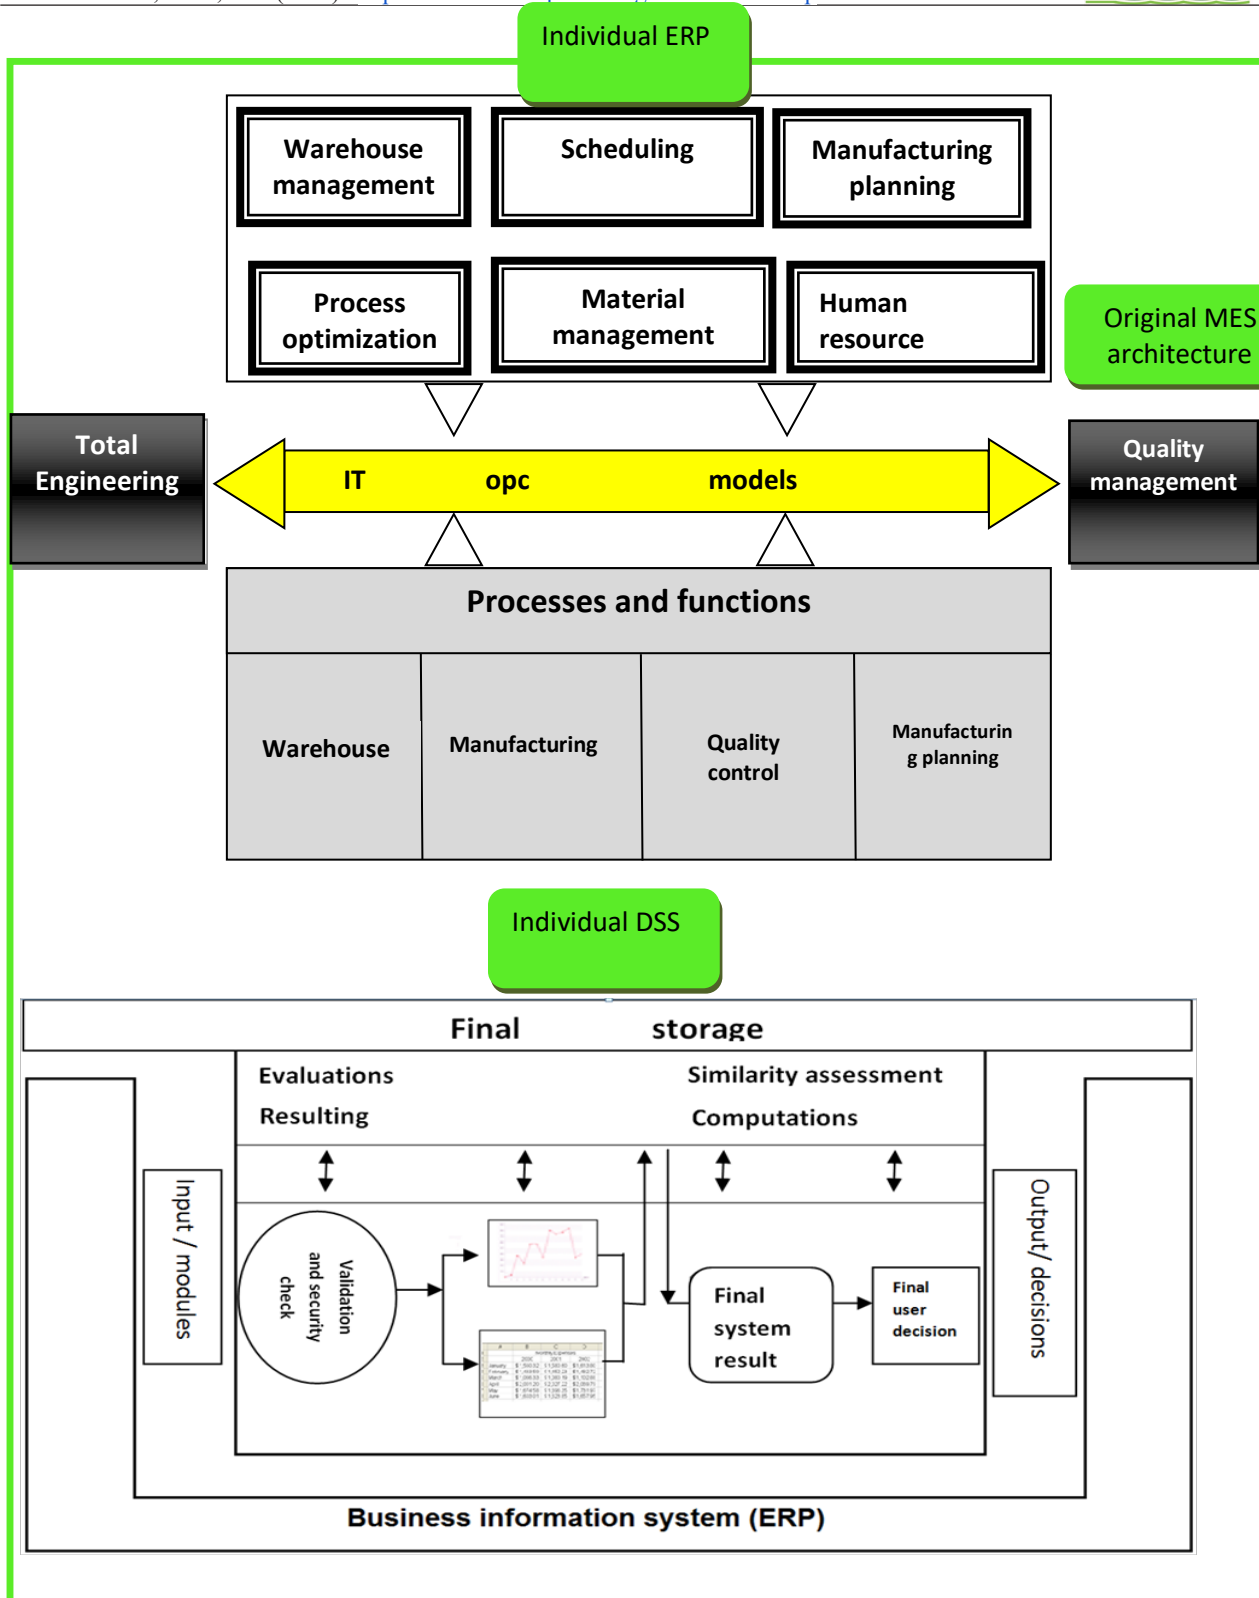 Individual ERP
Warehouse
management
Scheduling
Manufacturing
planning
Process
optimization
Material
management
Human
resource
Original MES
architecture
Total
Engineering
IT opc models
Quality
management
Processes and functions
Warehouse
Manufacturing
Quality
control
Manufacturin
g planning
Individual DSS
Final storage
Evaluations
Similarity assessment
Resulting
Computations
Input / modules
Validation
and security
check
Final
system
result
Final
user
decision
Output/ decisions
Business information system (ERP)